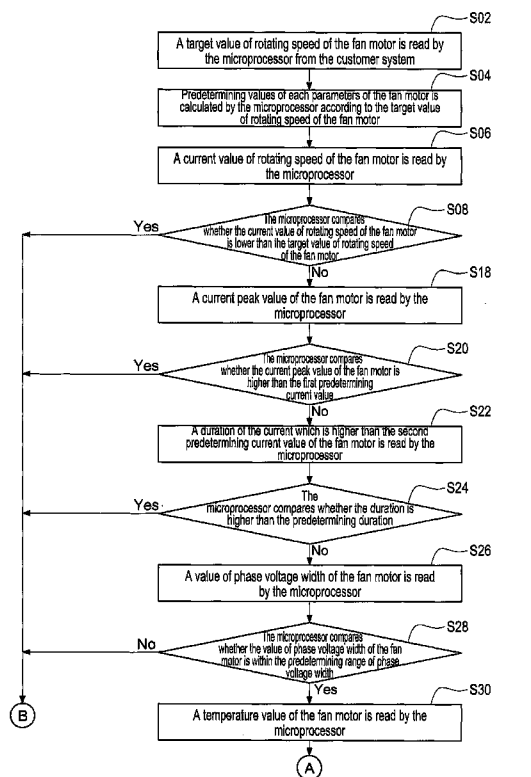 S02
A target value of rotating speed of the fan motor is read by
the microprocessor from the customer system
S04
Predetermining values of each parameters of the fan motor is
calculated by the microprocessor according to the target value
of rotating speed of the fan motor
S06
A current value of rotating speed of the fan motor is read by
the microprocessor
S08
Yes
The microprocessor compares
whether the current value of rotating speed of the fan motor
is lower than the target value of rotating speed
of the fan motor
No
S18
A current peak value of the fan motor is read by the
microprocessor
S20
Yes
The microprocessor compares
whether the current peak value of the fan motor is
higher than the first predetermining
current value
No
S22
A duration of the current which is higher than the second
predetermining current value of the fan motor is read by the
microprocessor
S24
Yes
The
microprocessor compares whether the duration is
higher than the predetermining duration
No
S26
A value of phase voltage width of the fan motor is read
by the microprocessor
S28
No
The microprocessor compares
whether the value of phase voltage width of the fan
motor is within the predetermining range of phase
voltage width
Yes
S30
B
A temperature value of the fan motor is read by the
microprocessor
A